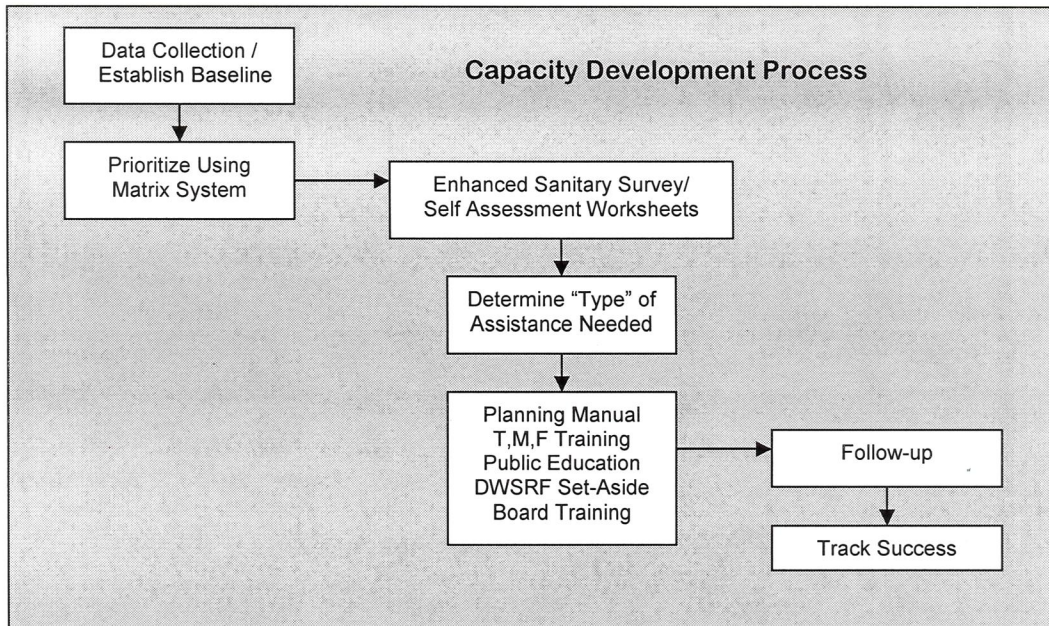 Data Collection /
Establish Baseline
Capacity Development Process
Prioritize Using
Matrix System
Enhanced Sanitary Survey/
Self Assessment Worksheets
Determine “Type” of
Assistance Needed
Planning Manual
T,M,F Training
Public Education
DWSRF Set-Aside
Board Training
Follow-up
Track Success